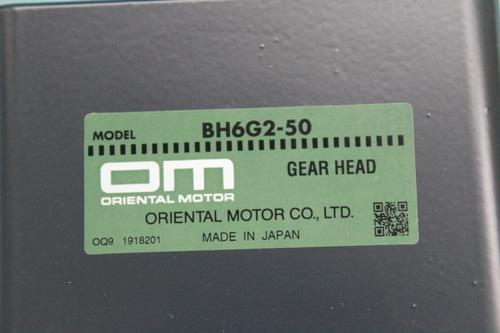 MODEL BH6G2-50
OM
ORIENTAL MOTOR
GEAR HEAD
ORIENTAL MOTOR CO., LTD.
OQ9 1918201 MADE IN JAPAN